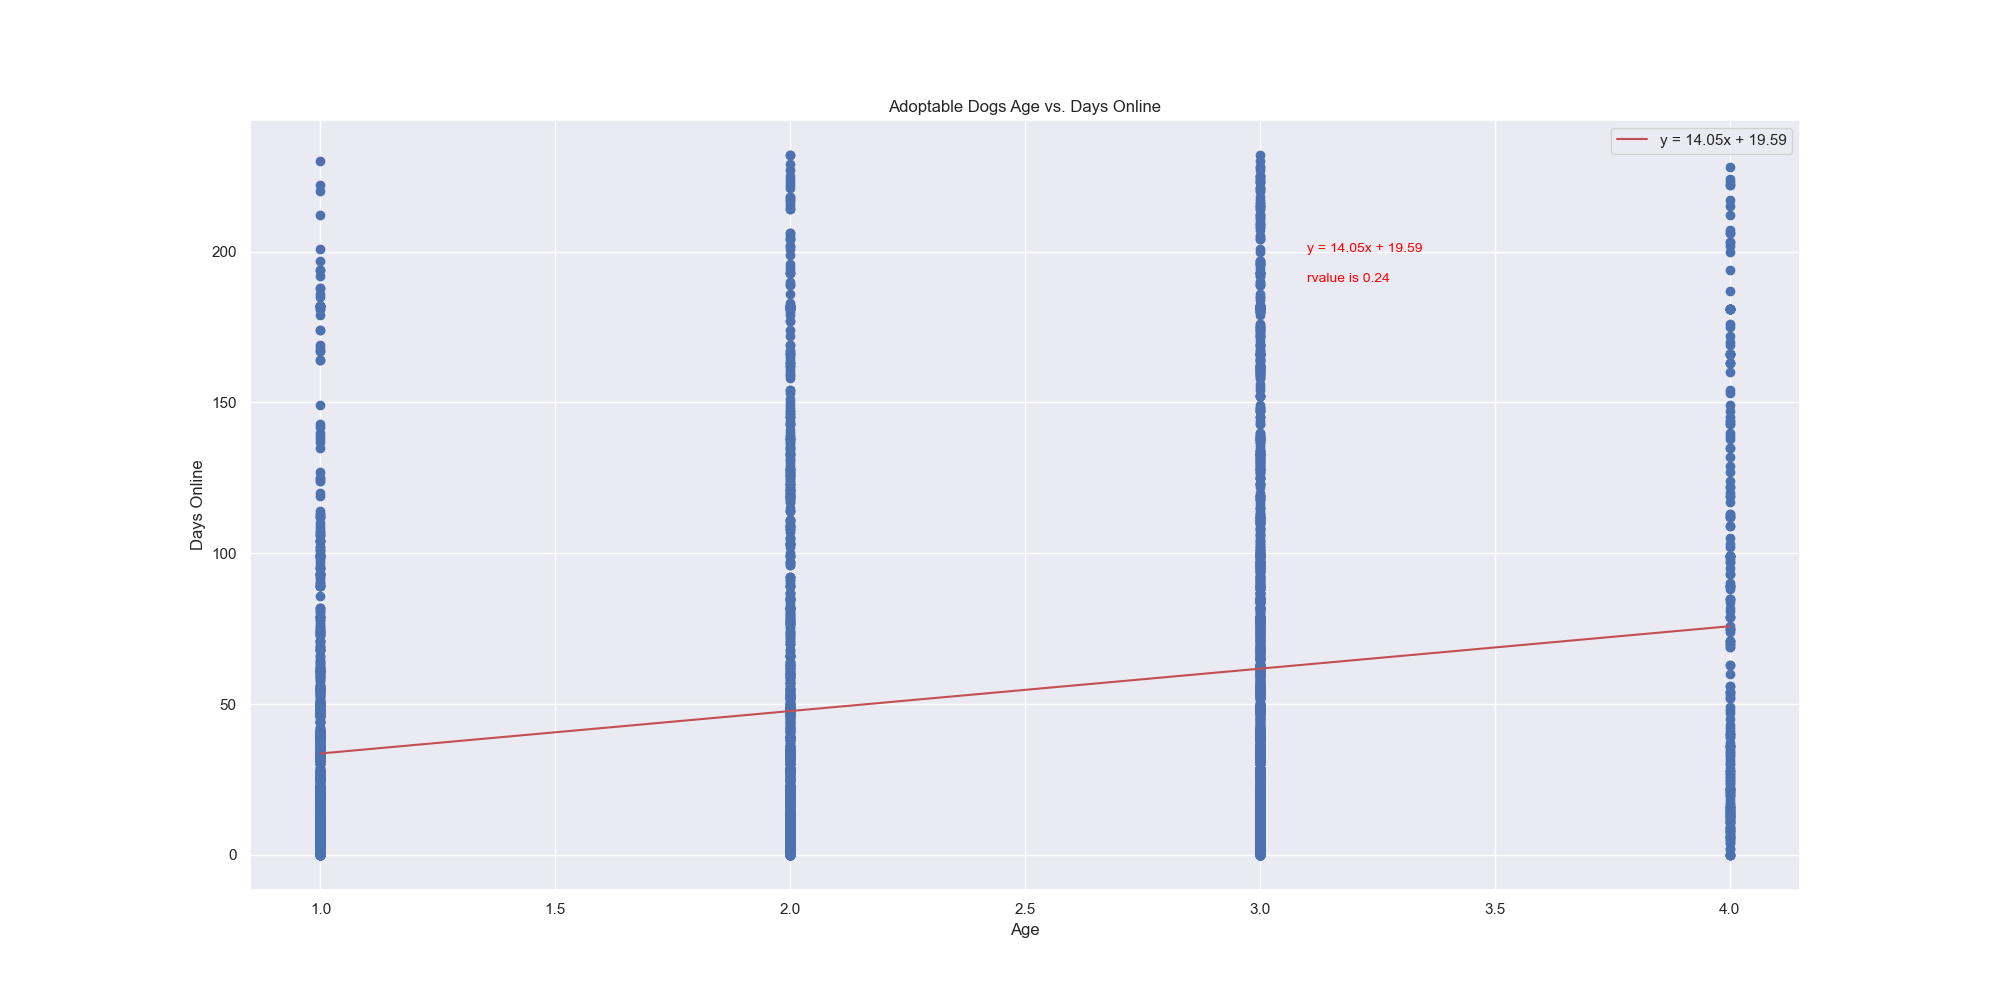 Adoptable Dogs Age vs. Days Online
y = 14.05x + 19.59
y = 14.05x + 19.59
rvalue is 0.24
200
150
100
50
0
Days Online
1.0 1.5 2.0 2.5 3.0 3.5 4.0
Age